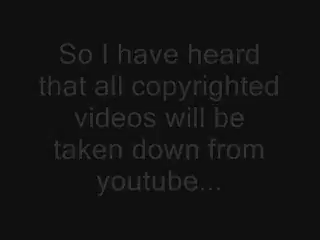 So I have heard
that all copyrighted
videos will be
taken down from
youtube...